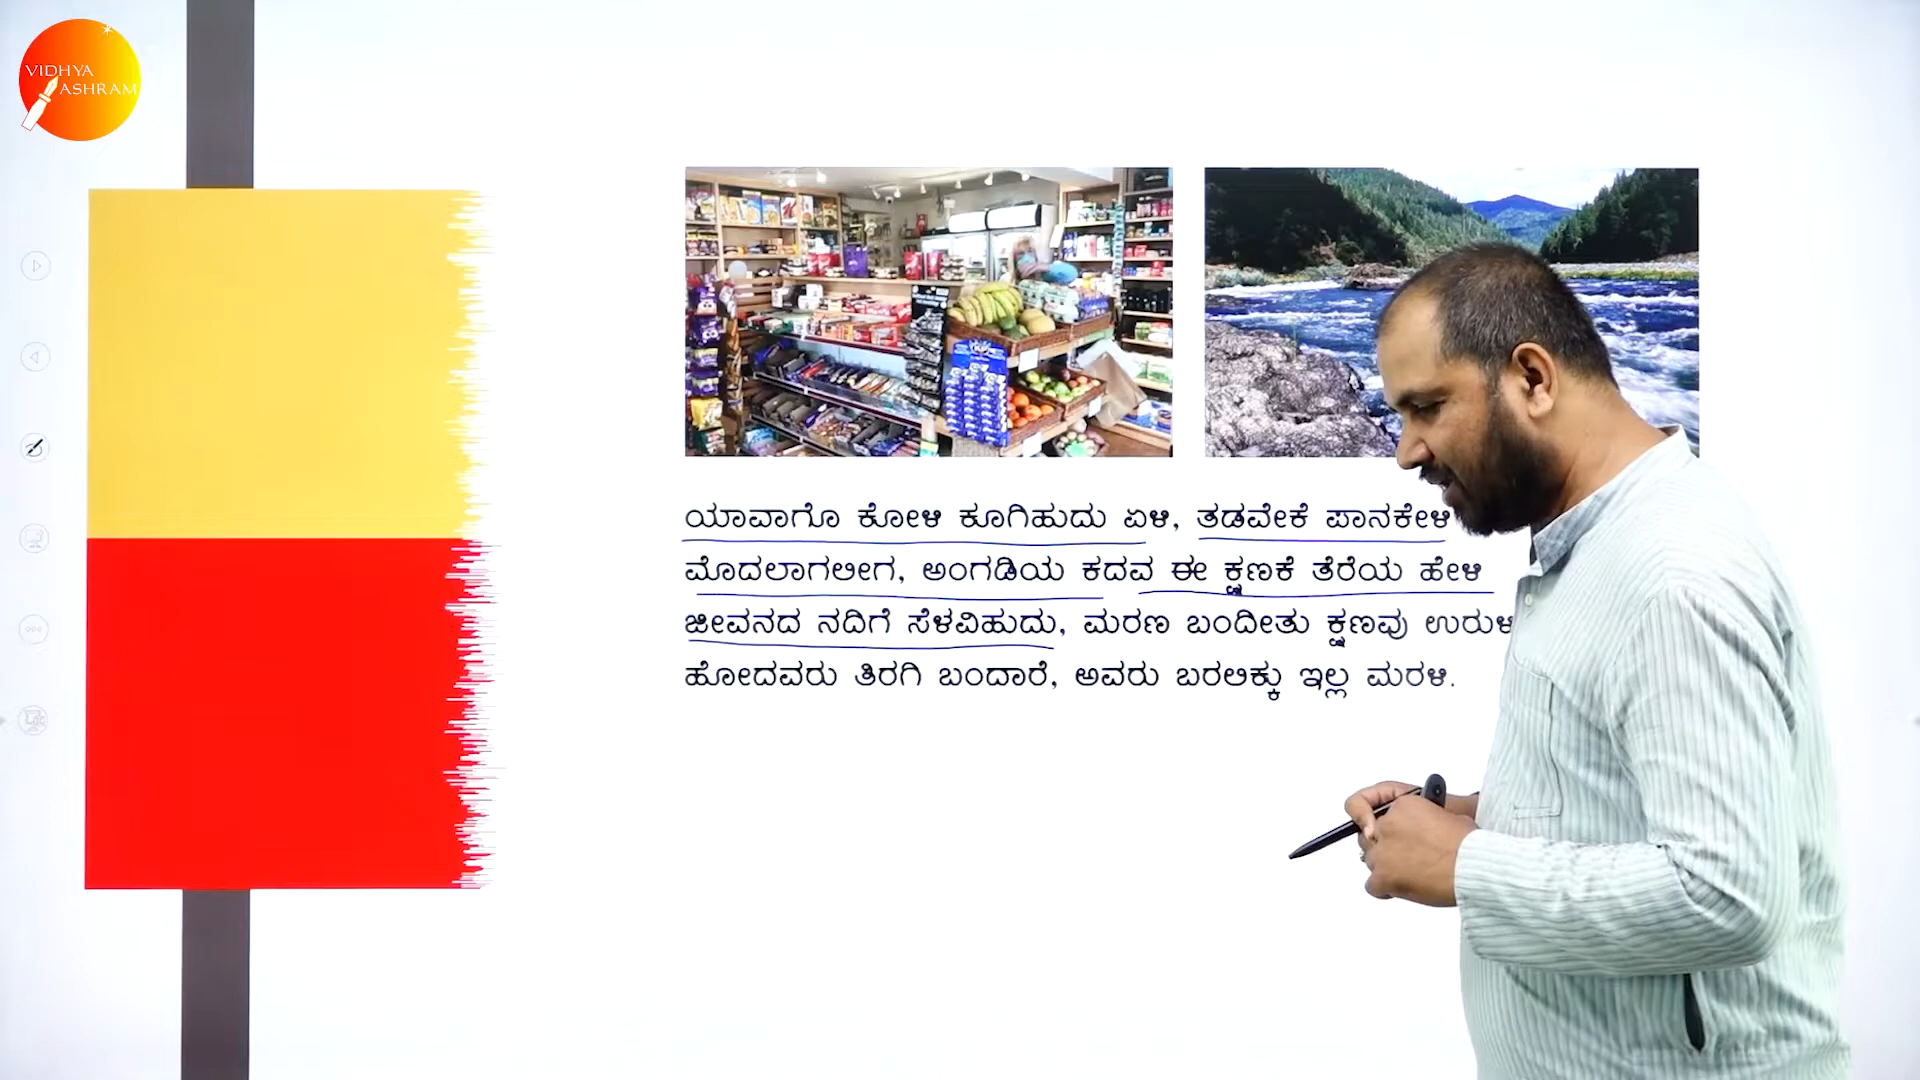 VIDHYA
ASHRAM
ಯಾವಾಗೊ ಕೋಳಿ ಕೂಗಿಹುದು ಏಳಿ, ತಡವೇಕೆ ಪಾನಕೇಳಿ
ಮೊದಲಾಗಲೀಗ, ಅಂಗಡಿಯ ಕದವ ಈ ಕ್ಷಣಕೆ ತೆರೆಯ ಹೇಳಿ
ಜೀವನದ ನದಿಗೆ ಸೆಳವಿಹುದು, ಮರಣ ಬಂದೀತು ಕ್ಷಣವು ಉರುಳಿ
ಹೋದವರು ತಿರಗಿ ಬಂದಾರೆ, ಅವರು ಬರಲಿಕ್ಕು ಇಲ್ಲ ಮರಳಿ.